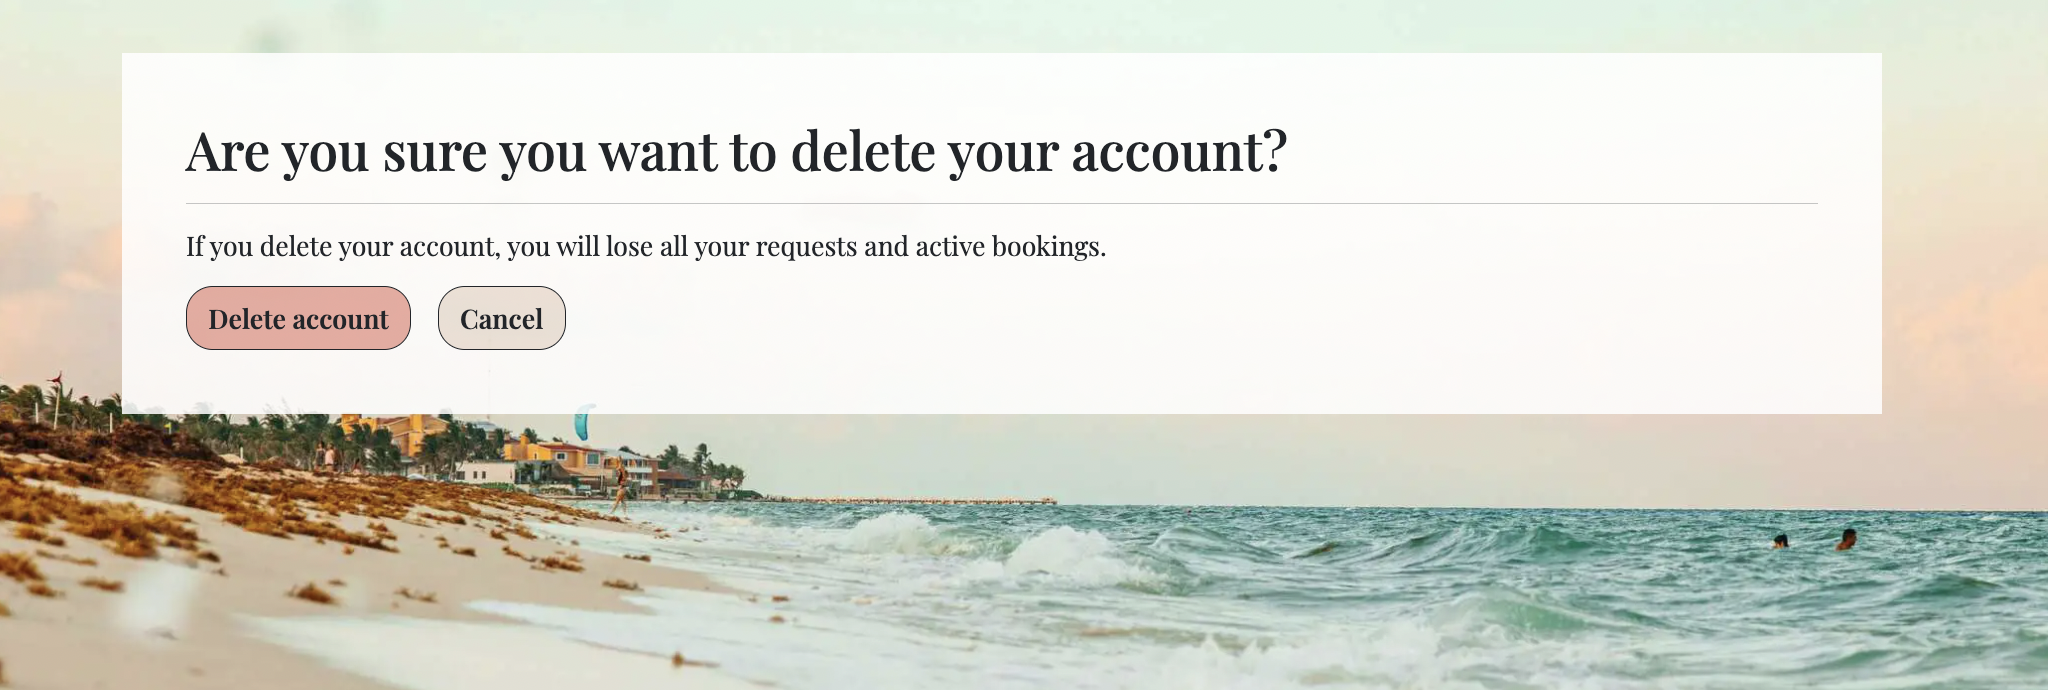 Are you sure you want to delete your account?
If you delete your account, you will lose all your requests and active bookings.
Delete account
Cancel